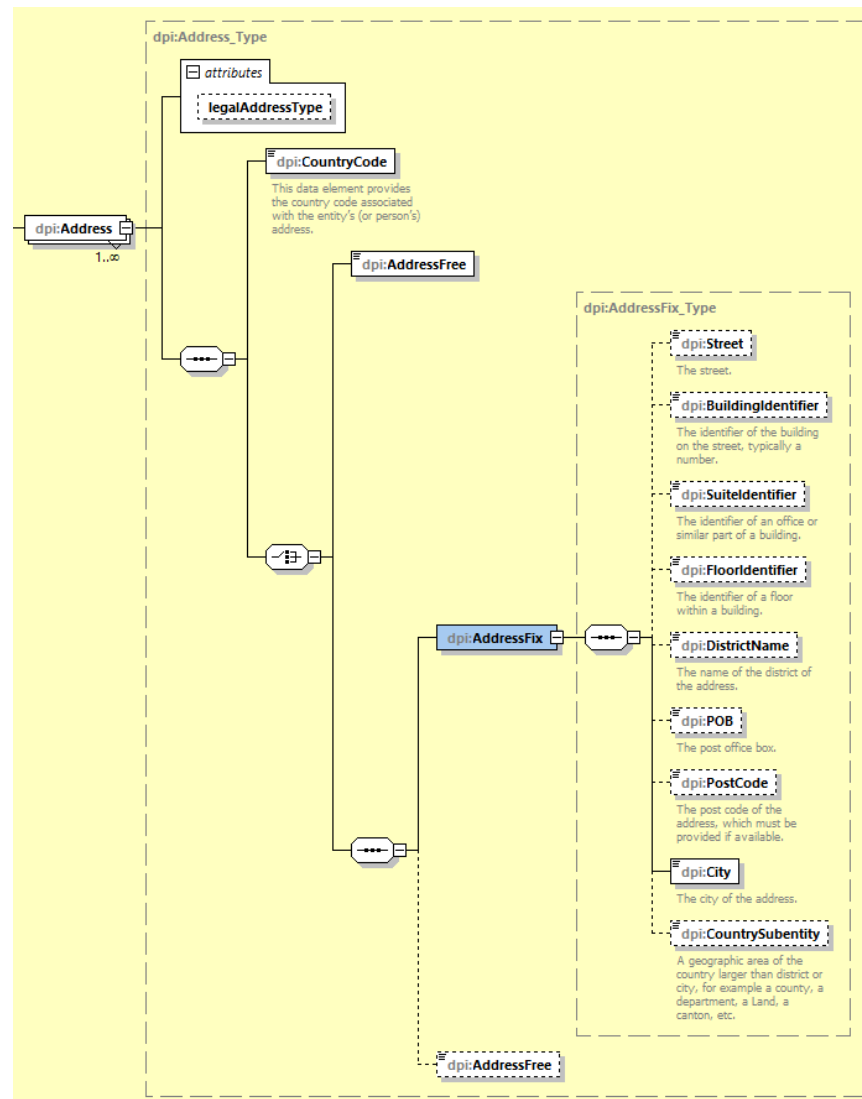 dpi:Address_Type
attributes
legalAddressType
dpi:CountryCode
This data element provides
the country code associated
with the entity's (or person's)
address.
dpi:Address
1..∞
dpi:AddressFree
dpi:AddressFix_Type
dpi:Street
The street.
dpi:BuildingIdentifier
The identifier of the building
on the street, typically a
number.
dpi:SuiteIdentifier
The identifier of an office or
similar part of a building.
dpi:FloorIdentifier
The identifier of a floor
within a building.
dpi:AddressFix
dpi:DistrictName
The name of the district of
the address.
dpi:POB
The post office box.
dpi:PostCode
The post code of the
address, which must be
provided if available.
dpi:City
The city of the address.
dpi:CountrySubentity
A geographic area of the
country larger than district or
city, for example a county, a
department, a Land, a
canton, etc.
dpi:AddressFree